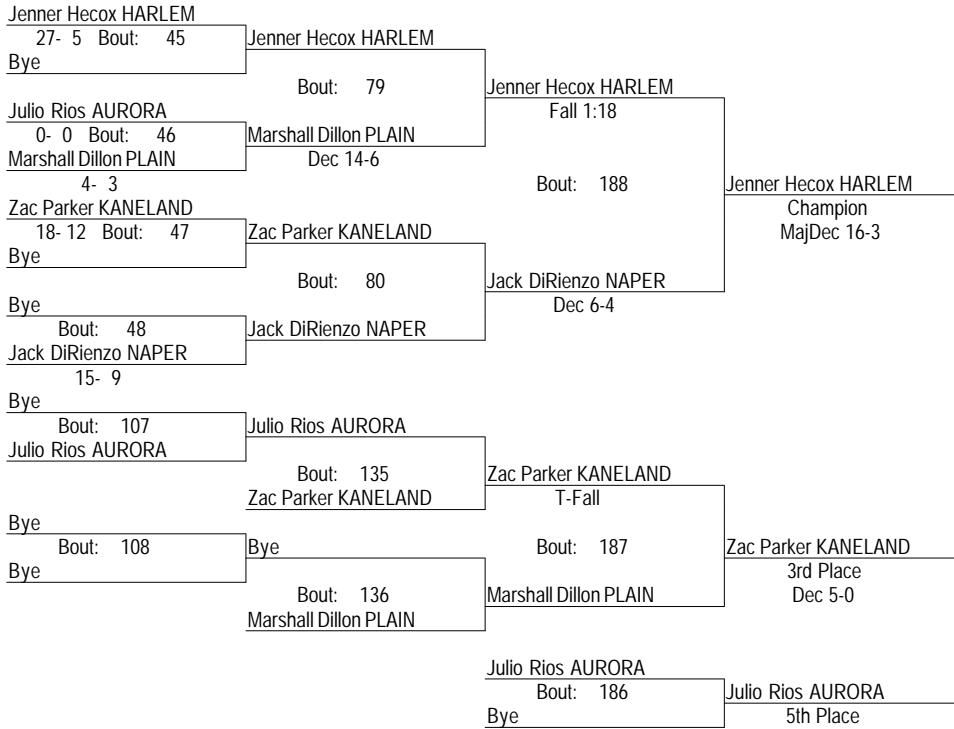 Jenner Hecox HARLEM
27- 5 Bout: 45
Jenner Hecox HARLEM
Bye
Bout: 79
Jenner Hecox HARLEM
Julio Rios AURORA
Fall 1:18
0- 0 Bout: 46
Marshall Dillon PLAIN
Marshall Dillon PLAIN
Dec 14-6
4- 3
Bout: 188
Jenner Hecox HARLEM
Zac Parker KANELAND
Champion
18- 12 Bout: 47
Zac Parker KANELAND
MajDec 16-3
Bye
Bout: 80
Jack DiRienzo NAPER
Bye
Dec 6-4
Bout: 48
Jack DiRienzo NAPER
Jack DiRienzo NAPER
15- 9
Bye
Bout: 107
Julio Rios AURORA
Julio Rios AURORA
Bout: 135
Zac Parker KANELAND
Zac Parker KANELAND
T-Fall
Bye
Bout: 108
Bye
Bout: 187
Zac Parker KANELAND
Bye
3rd Place
Bout: 136
Marshall Dillon PLAIN
Dec 5-0
Marshall Dillon PLAIN
Julio Rios AURORA
Bout: 186
Julio Rios AURORA
Bye
5th Place